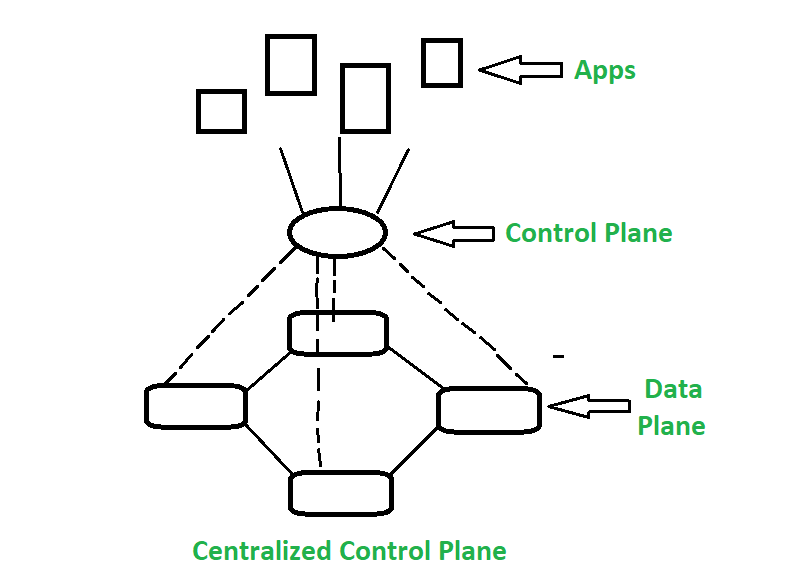 Apps
Control Plane
Data
Plane
Centralized Control Plane